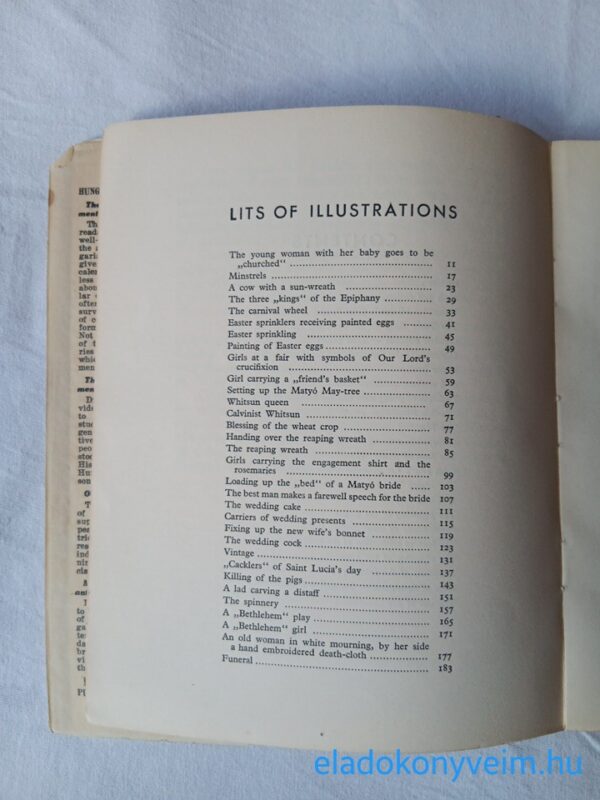 LITS OF ILLUSTRATIONS
The young woman with her baby goes to be
„churched“ .......... 11
Minstrels .......... 17
A cow with a sun-wreath .......... 23
The three „kings“ of the Epiphany .......... 29
The carnival wheel .......... 33
Easter sprinklers receiving painted eggs .......... 41
Easter sprinkling .......... 45
Painting of Easter eggs .......... 49
Girls at a fair with symbols of Our Lord's
crucifixion .......... 53
Girl carrying a „friend's basket“ .......... 59
Setting up the Matyó May-tree .......... 63
Whitsun queen .......... 67
Calvinist Whitsun .......... 71
Blessing of the wheat crop .......... 77
Handing over the reaping wreath .......... 81
The reaping wreath .......... 85
Girls carrying the engagement shirt and the
rosemaries .......... 99
Loading up the „bed“ of a Matyó bride .......... 103
The best man makes a farewell speech for the bride 107
The wedding cake .......... 111
Carriers of wedding presents .......... 115
Fixing up the new wife's bonnet .......... 119
The wedding cock .......... 123
Vintage .......... 131
„Cacklers“ of Saint Lucia's day .......... 137
Killing of the pigs .......... 143
A lad carving a distaff .......... 151
The spinnery .......... 157
A „Bethlehem“ play .......... 165
A „Bethlehem“ girl .......... 171
An old woman in white mourning, by her side
a hand embroidered death-cloth .......... 177
Funeral .......... 183
HUNG
eladokonyveim.hu